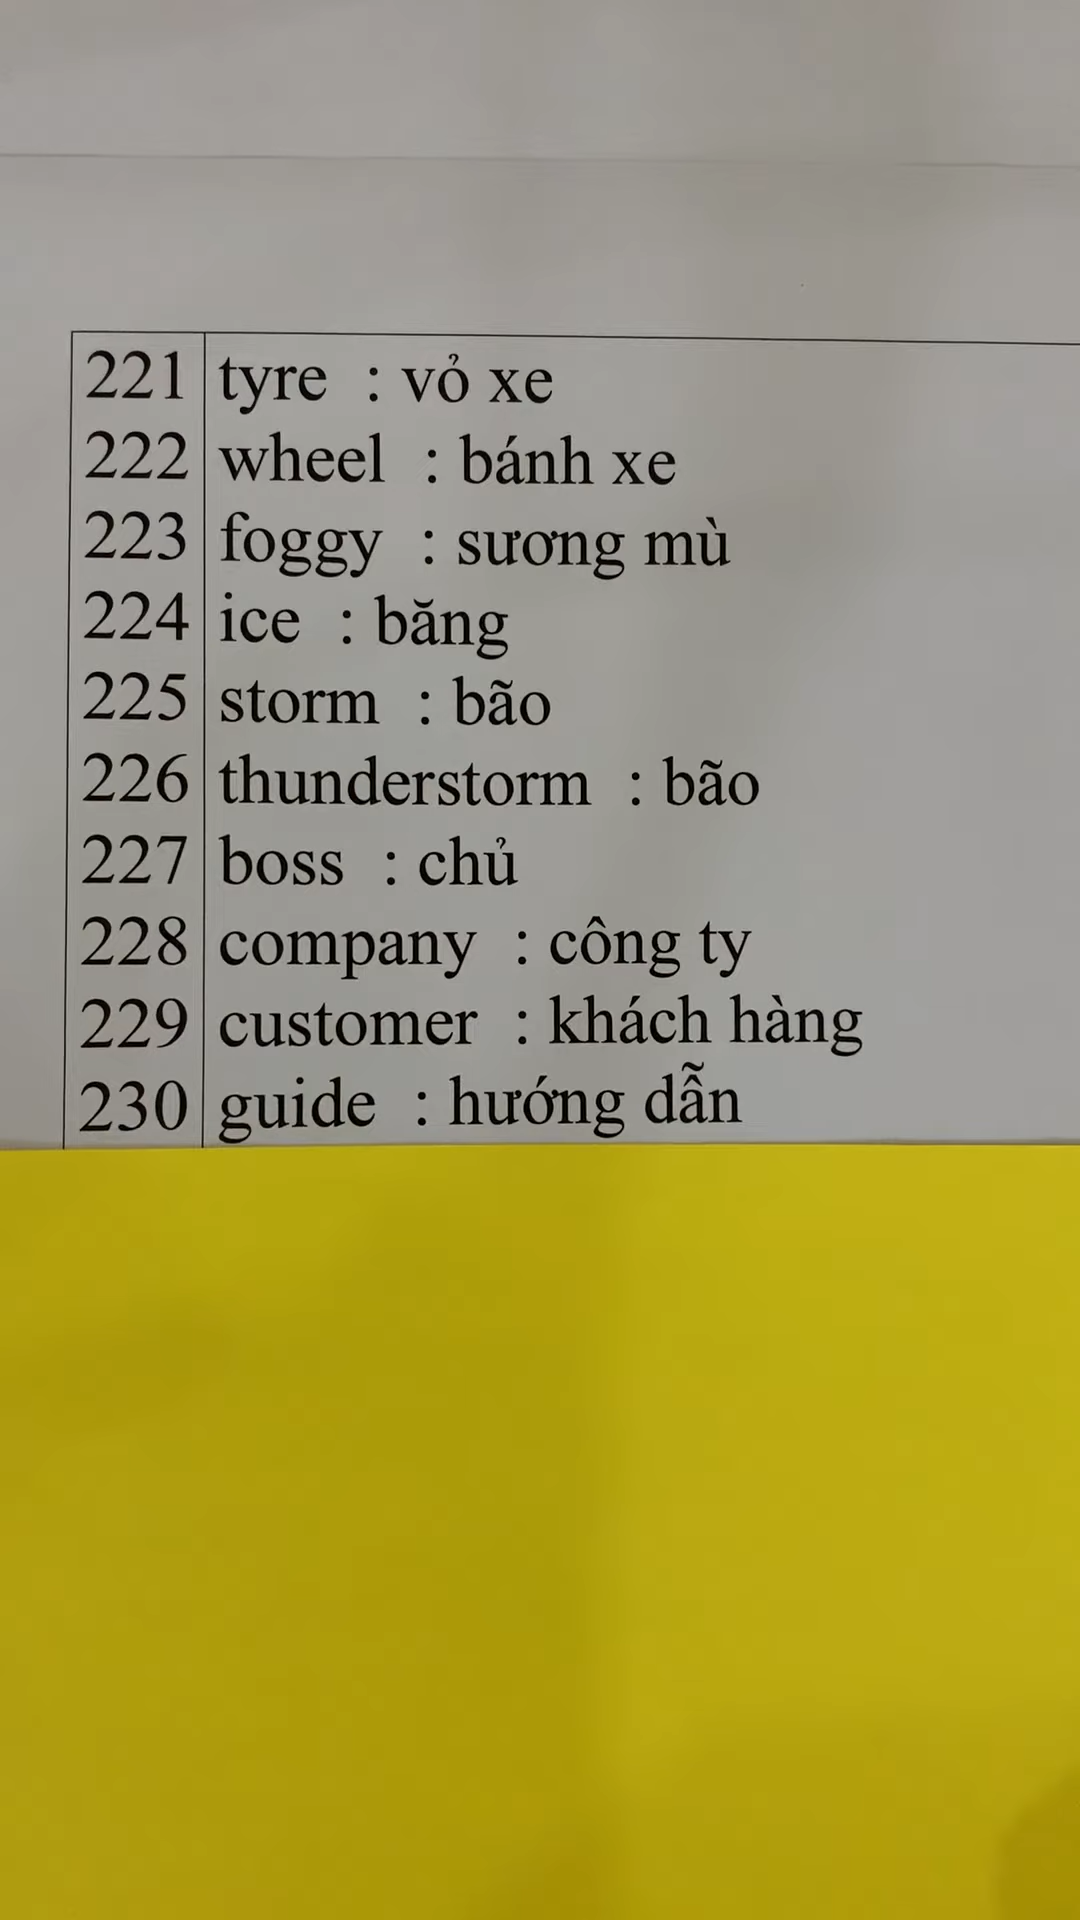 221 tyre : vỏ xe
222 wheel : bánh xe
223 foggy : sương mù
224 ice : băng
225 storm : bão
226 thunderstorm : bão
227 boss : chủ
228 company : công ty
229 customer : khách hàng
230 guide : hướng dẫn